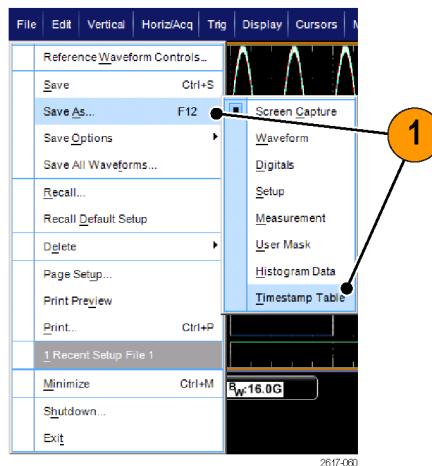 File Edit Vertical Horiz/Acq Trig Display Cursors
Reference Waveform Controls...
Save Ctrl+S
Save As... F12
Save Options
Save All Waveforms...
Recall...
Recall Default Setup
Delete
Page Setup...
Print Preview
Print... Ctrl+P
1 Recent Setup File 1
Minimize Ctrl+M
Shutdown...
Exit
Screen Capture
Waveform
Digitals
Setup
Measurement
User Mask
Histogram Data
Timestamp Table
1
BW:16.0G
2617-060